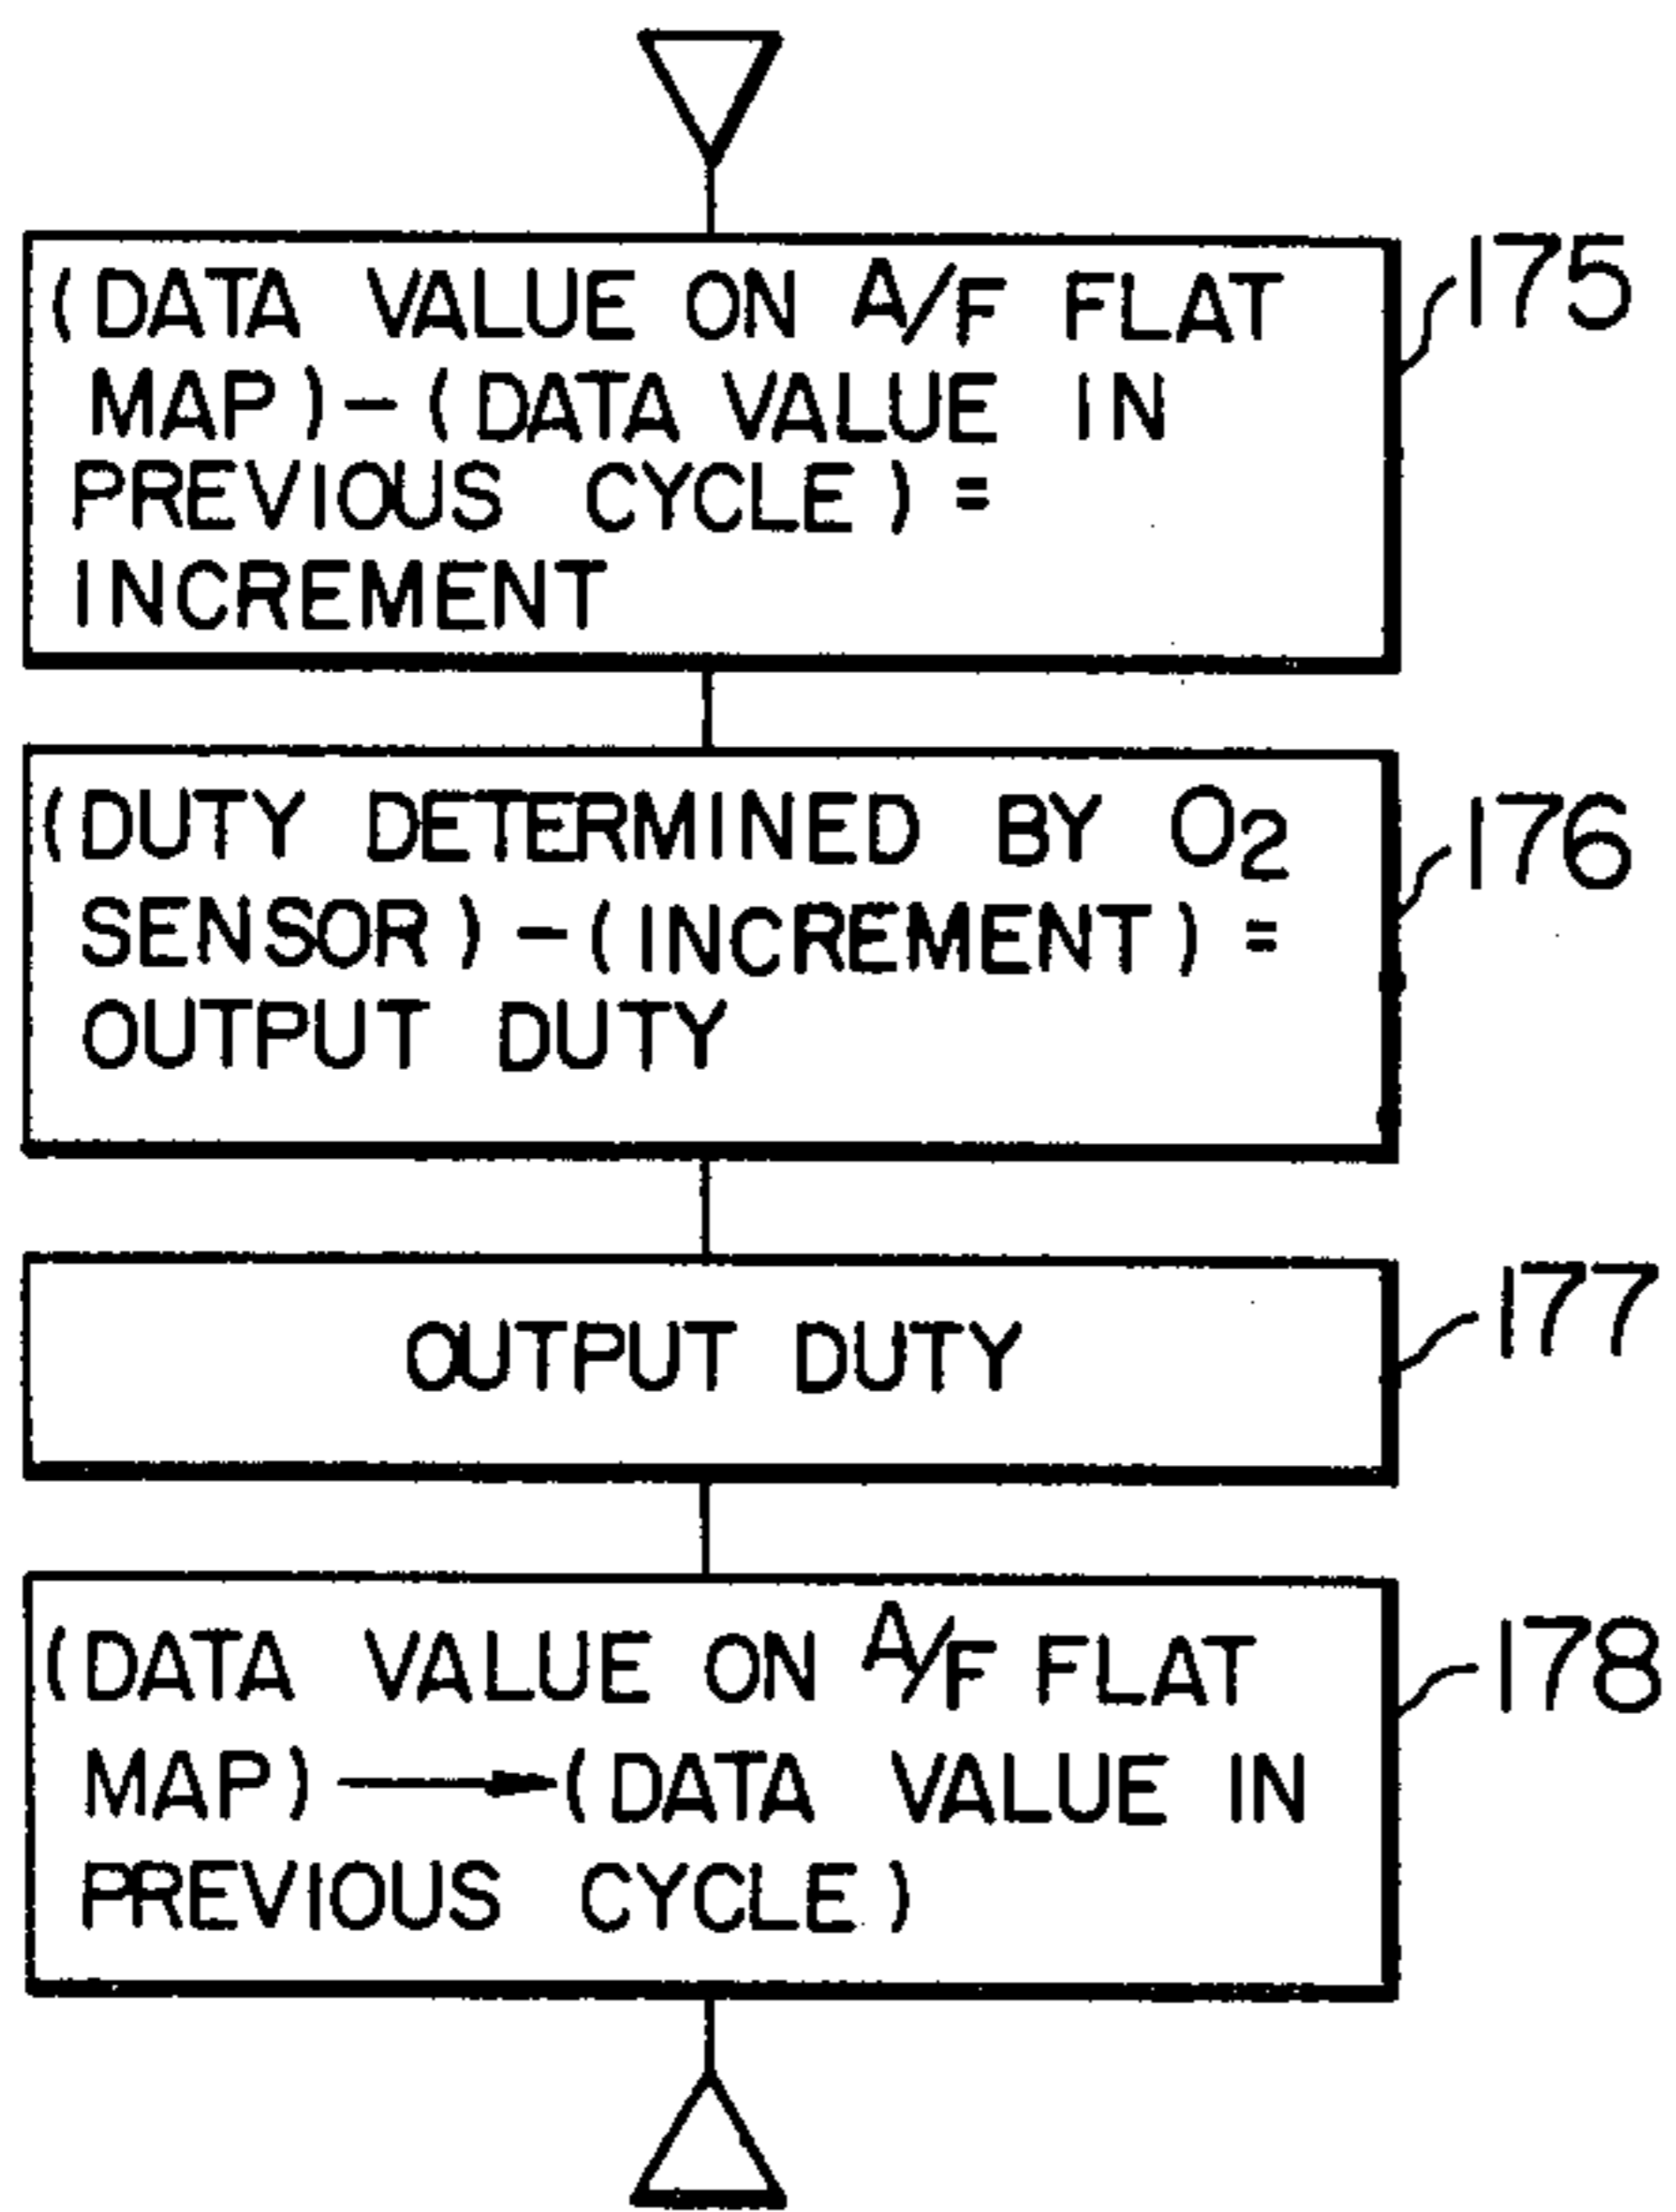 (DATA VALUE ON A/F FLAT
MAP) - (DATA VALUE IN
PREVIOUS CYCLE) =
INCREMENT
175
(DUTY DETERMINED BY O2
SENSOR) - (INCREMENT) =
OUTPUT DUTY
176
OUTPUT DUTY
177
(DATA VALUE ON A/F FLAT
MAP) → (DATA VALUE IN
PREVIOUS CYCLE)
178